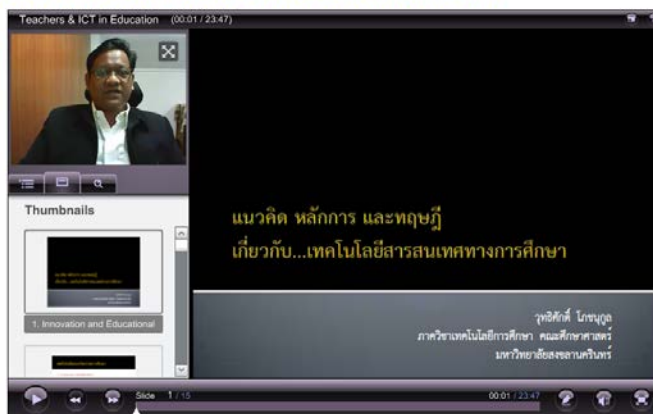 Teachers & ICT in Education (00:01 / 23:47)
Thumbnails
1. Innovation and Educational
แนวคิด หลักการ และทฤษฎี
เกี่ยวกับ...เทคโนโลยีสารสนเทศทางการศึกษา
วุทธิศักดิ์ โภชนุกูล
ภาควิชาเทคโนโลยีการศึกษา คณะศึกษาศาสตร์
มหาวิทยาลัยสงขลานครินทร์
Slide 1 / 15
00:01 / 23:47